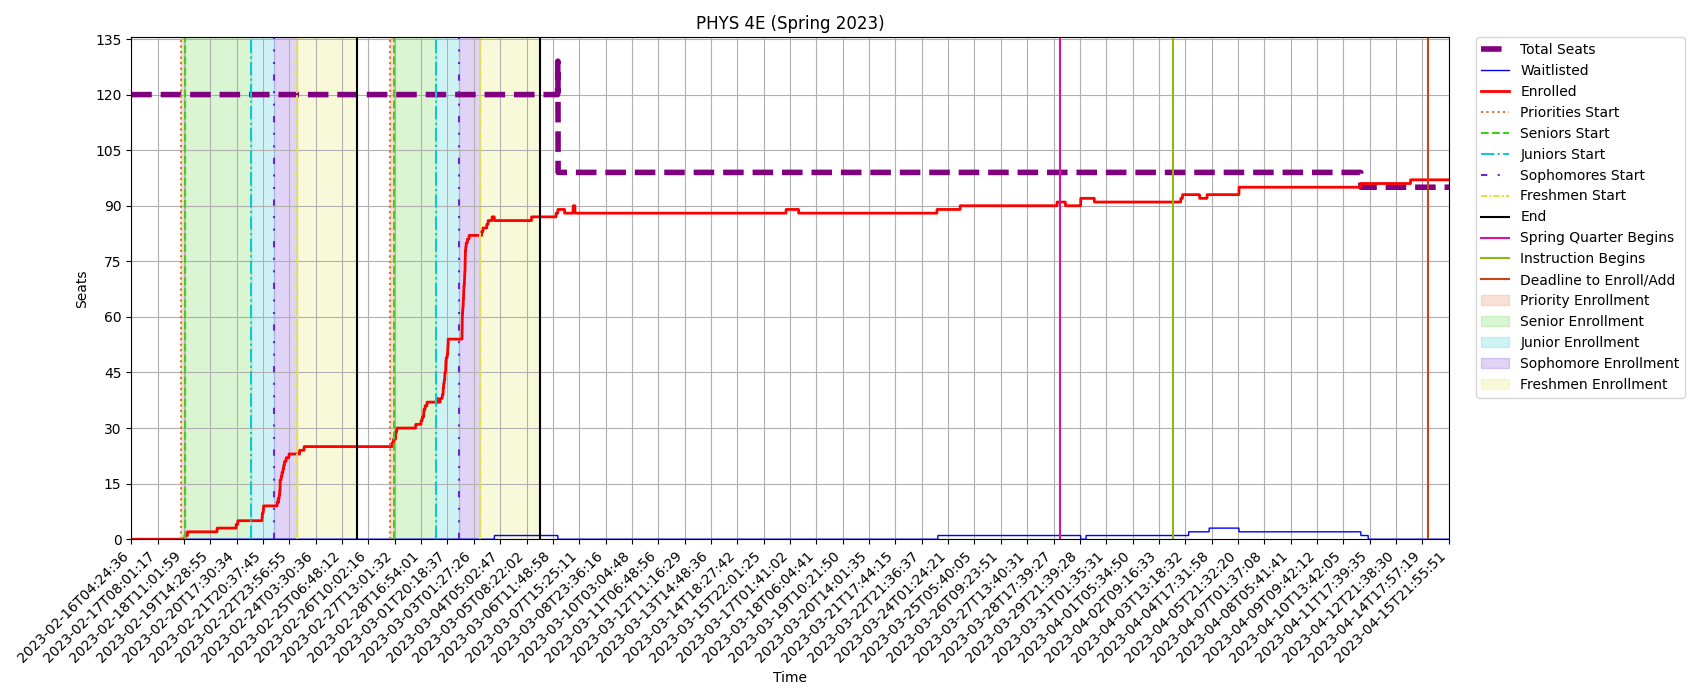 PHYS 4E (Spring 2023)
Seats
135
120
105
90
75
60
45
30
15
0
2023-02-16T04:24:36
2023-02-17T08:01:17
2023-02-18T11:01:59
2023-02-19T14:28:55
2023-02-20T17:30:34
2023-02-21T20:37:45
2023-02-22T23:56:55
2023-02-24T03:30:36
2023-02-25T06:48:12
2023-02-26T10:02:16
2023-02-27T13:01:32
2023-02-28T16:54:01
2023-03-01T20:18:37
2023-03-03T01:27:26
2023-03-04T05:02:47
2023-03-05T08:22:02
2023-03-06T11:48:58
2023-03-07T15:25:11
2023-03-08T23:36:16
2023-03-10T03:04:48
2023-03-11T06:48:56
2023-03-12T11:16:29
2023-03-13T14:48:36
2023-03-14T18:27:42
2023-03-15T22:01:25
2023-03-17T01:41:02
2023-03-18T06:04:41
2023-03-19T10:21:50
2023-03-20T14:01:35
2023-03-21T17:44:15
2023-03-22T21:36:37
2023-03-24T01:24:21
2023-03-25T05:40:05
2023-03-26T09:23:51
2023-03-27T13:40:31
2023-03-28T17:39:27
2023-03-29T21:39:28
2023-03-31T01:35:31
2023-04-01T05:34:50
2023-04-02T09:16:33
2023-04-03T13:18:32
2023-04-04T17:31:58
2023-04-05T21:32:20
2023-04-07T01:37:08
2023-04-08T05:41:41
2023-04-09T09:42:12
2023-04-10T13:42:05
2023-04-11T17:39:35
2023-04-12T21:38:30
2023-04-14T17:57:19
2023-04-15T21:55:51
Time
Total Seats
Waitlisted
Enrolled
Priorities Start
Seniors Start
Juniors Start
Sophomores Start
Freshmen Start
End
Spring Quarter Begins
Instruction Begins
Deadline to Enroll/Add
Priority Enrollment
Senior Enrollment
Junior Enrollment
Sophomore Enrollment
Freshmen Enrollment